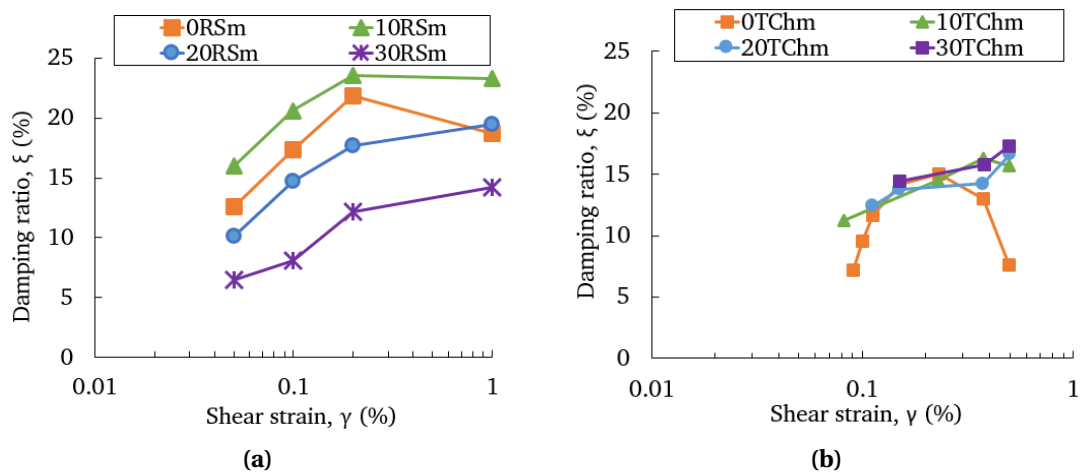 0RSm 10RSm
20RSm 30RSm
25
20
15
10
5
0
Damping ratio, ξ (%)
0.01 0.1 1
Shear strain, γ (%)
(a)
0TChm 10TChm
20TChm 30TChm
25
20
15
10
5
0
Damping ratio, ξ (%)
0.01 0.1 1
Shear strain, γ (%)
(b)